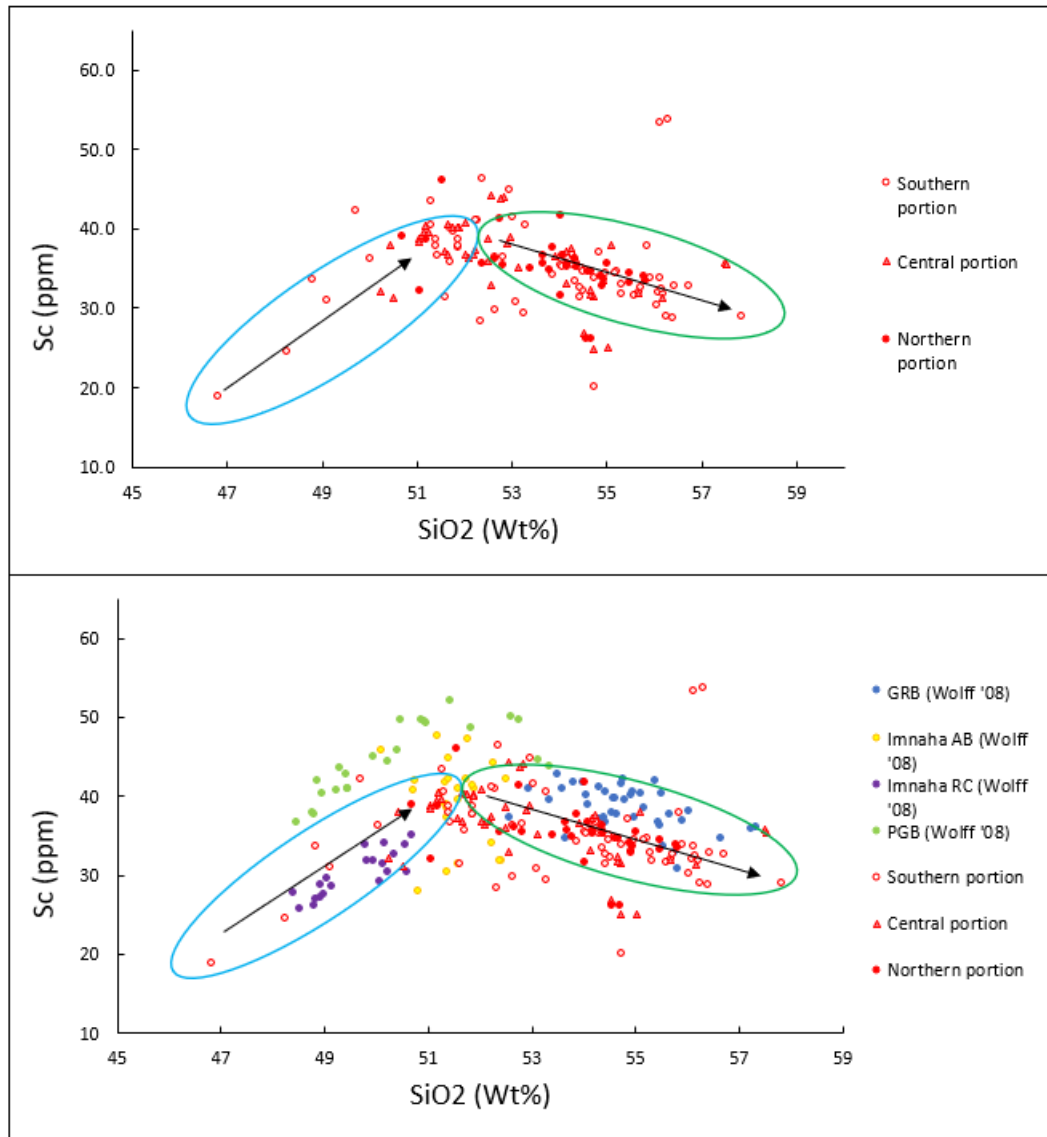 60.0
50.0
40.0
30.0
20.0
10.0
Sc (ppm)
45 47 49 51 53 55 57 59
SiO2 (Wt%)
Southern
portion
Central portion
Northern
portion
60
50
40
30
20
10
Sc (ppm)
45 47 49 51 53 55 57 59
SiO2 (Wt%)
GRB (Wolff '08)
Imnaha AB (Wolff
'08)
Imnaha RC (Wolff
'08)
PGB (Wolff '08)
Southern portion
Central portion
Northern portion